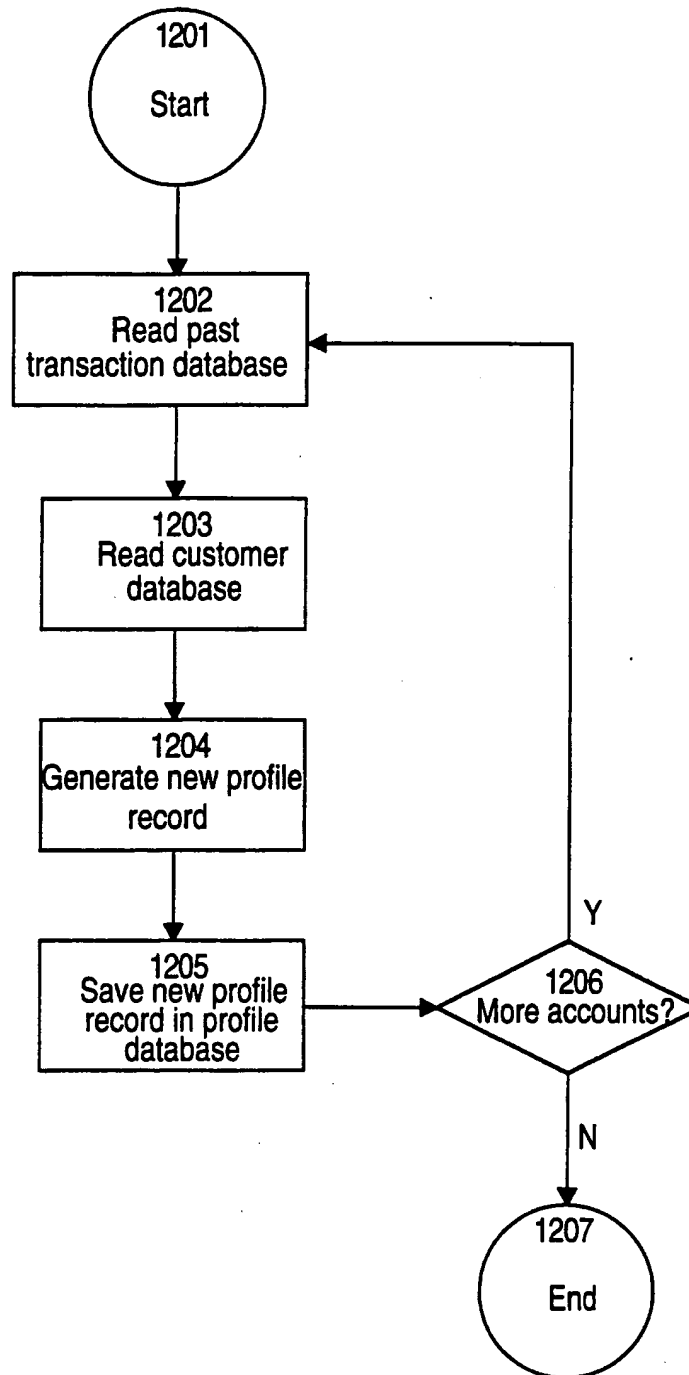 1201
Start
1202
Read past
transaction database
1203
Read customer
database
1204
Generate new profile
record
1205
Save new profile
record in profile
database
Y
1206
More accounts?
N
1207
End